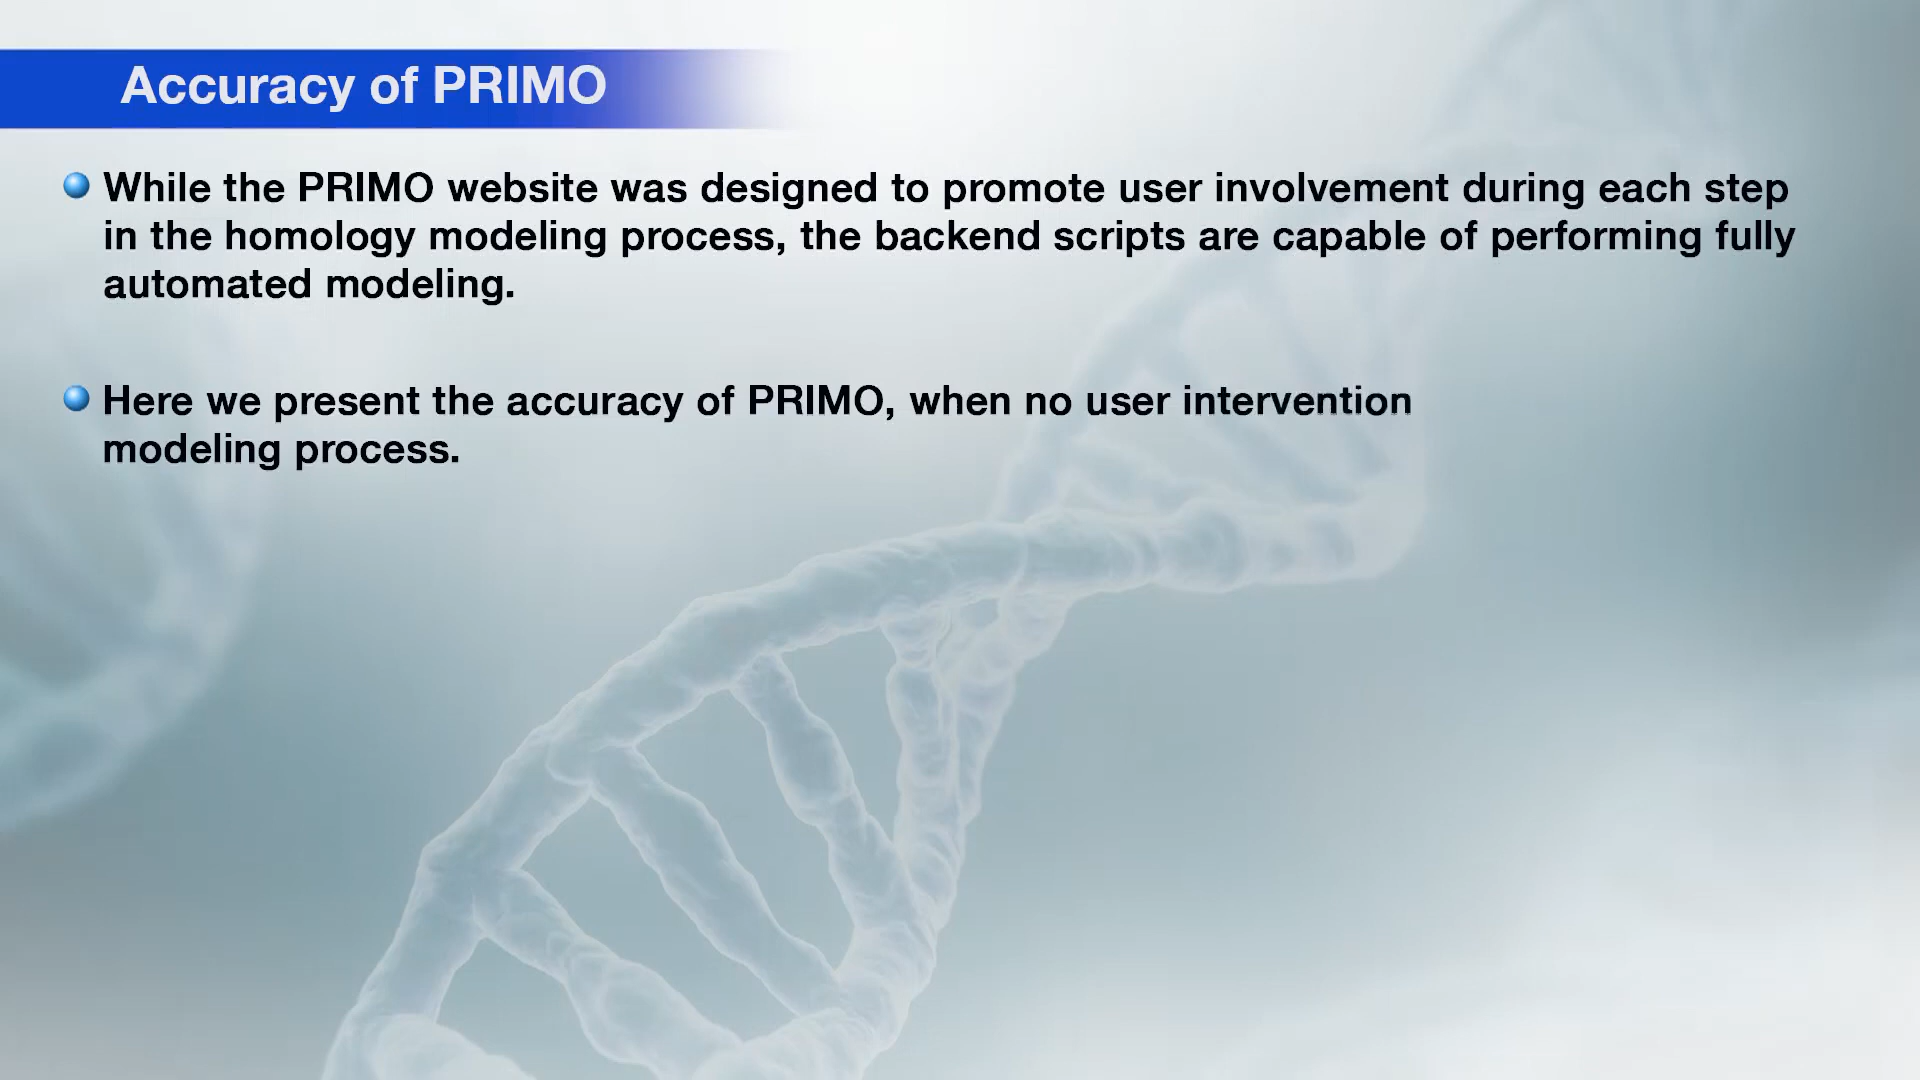 Accuracy of PRIMO
While the PRIMO website was designed to promote user involvement during each step
in the homology modeling process, the backend scripts are capable of performing fully
automated modeling.
Here we present the accuracy of PRIMO, when no user intervention
modeling process.